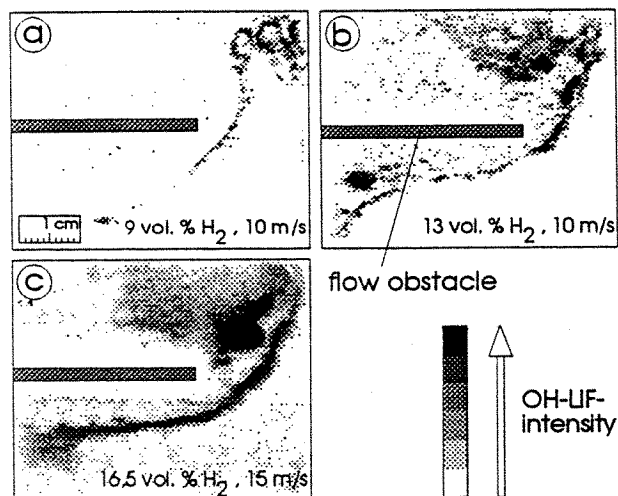 a
b
1 cm
9 vol. % H₂ , 10 m/s
13 vol. % H₂ , 10 m/s
flow obstacle
c
16,5 vol. % H₂ , 15 m/s
OH-LIF-
intensity